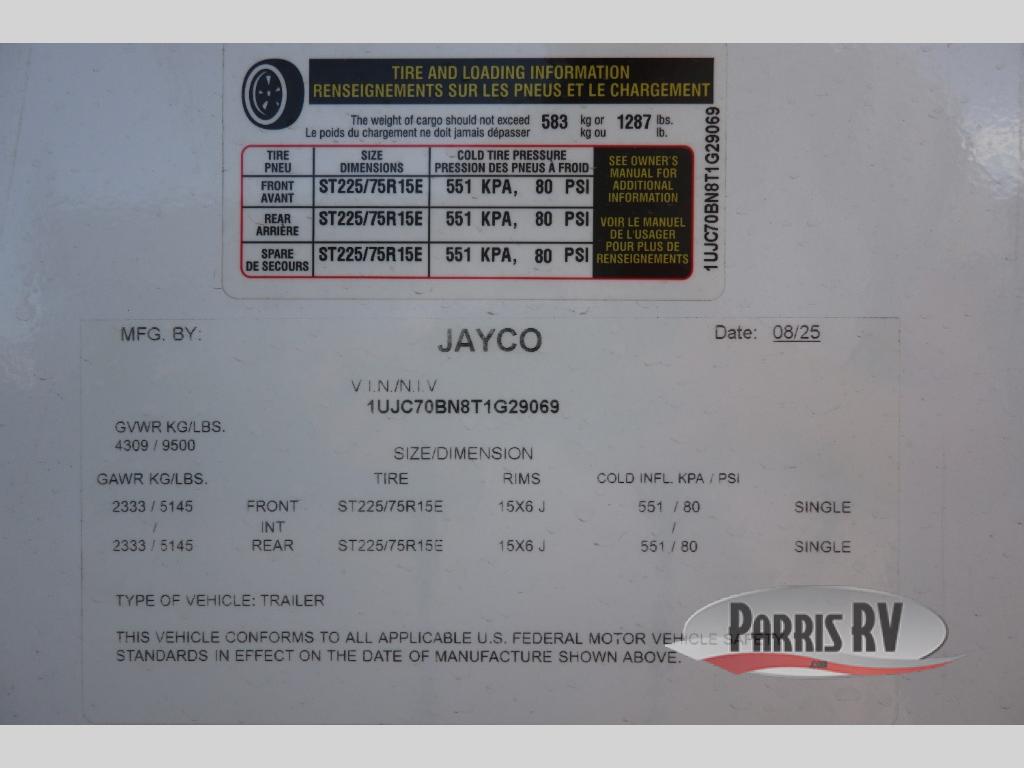 TIRE AND LOADING INFORMATION
RENSEIGNEMENTS SUR LES PNEUS ET LE CHARGEMENT
The weight of cargo should not exceed 583 kg or 1287 lbs.
Le poids du chargement ne doit jamais dépasser kg ou lb.
TIRE PNEU SIZE DIMENSIONS COLD TIRE PRESSURE PRESSION DES PNEUS À FROID
FRONT AVANT ST225/75R15E 551 KPA, 80 PSI
REAR ARRIÈRE ST225/75R15E 551 KPA, 80 PSI
SPARE DE SECOURS ST225/75R15E 551 KPA, 80 PSI
SEE OWNER'S
MANUAL FOR
ADDITIONAL
INFORMATION
VOIR LE MANUEL
DE L'USAGER
POUR PLUS DE
RENSEIGNEMENTS
1UJC70BN8T1G29069
MFG. BY: JAYCO Date: 08/25
V I.N./N.I.V
1UJC70BN8T1G29069
GVWR KG/LBS.
4309 / 9500
SIZE/DIMENSION
GAWR KG/LBS. TIRE RIMS COLD INFL. KPA / PSI
2333 / 5145 FRONT ST225/75R15E 15X6 J 551 / 80 SINGLE
/ INT /
2333 / 5145 REAR ST225/75R15E 15X6 J 551 / 80 SINGLE
TYPE OF VEHICLE: TRAILER
THIS VEHICLE CONFORMS TO ALL APPLICABLE U.S. FEDERAL MOTOR VEHICLE SAFETY
STANDARDS IN EFFECT ON THE DATE OF MANUFACTURE SHOWN ABOVE.
PARRIS RV
.com